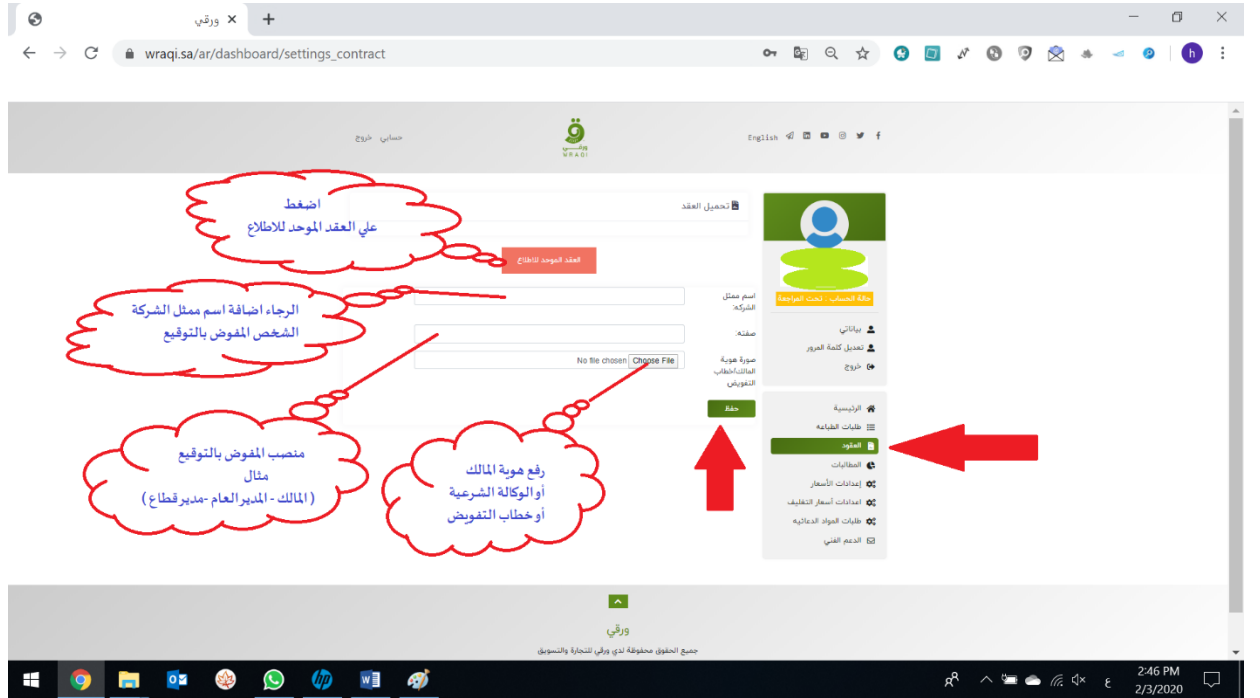 ورقي
wraqi.sa/ar/dashboard/settings_contract
h
حسابي خروج
ورقي
WRAQI
English
تحميل العقد
اضغط
علي العقد الموحد للاطلاع
العقد الموحد للاطلاع
اسم ممثل
الشركة:
الرجاء اضافة اسم ممثل الشركة
الشخص المفوض بالتوقيع
صفته:
صورة هوية
المالك/خطاب
التفويض
Choose File No file chosen
حفظ
منصب المفوض بالتوقيع
مثال
( المالك - المدير العام -مدير قطاع )
رفع هوية المالك
أو الوكالة الشرعية
أو خطاب التفويض
حالة الحساب : تحت المراجعة
بياناتي
تعديل كلمة المرور
خروج
الرئيسية
طلبات الطباعه
العقود
المطالبات
إعدادات الأسعار
اعدادات أسعار التغليف
طلبات المواد الدعائيه
الدعم الفني
ورقي
جميع الحقوق محفوظة لدي ورقي للتجارة والتسويق
ع
2:46 PM
2/3/2020